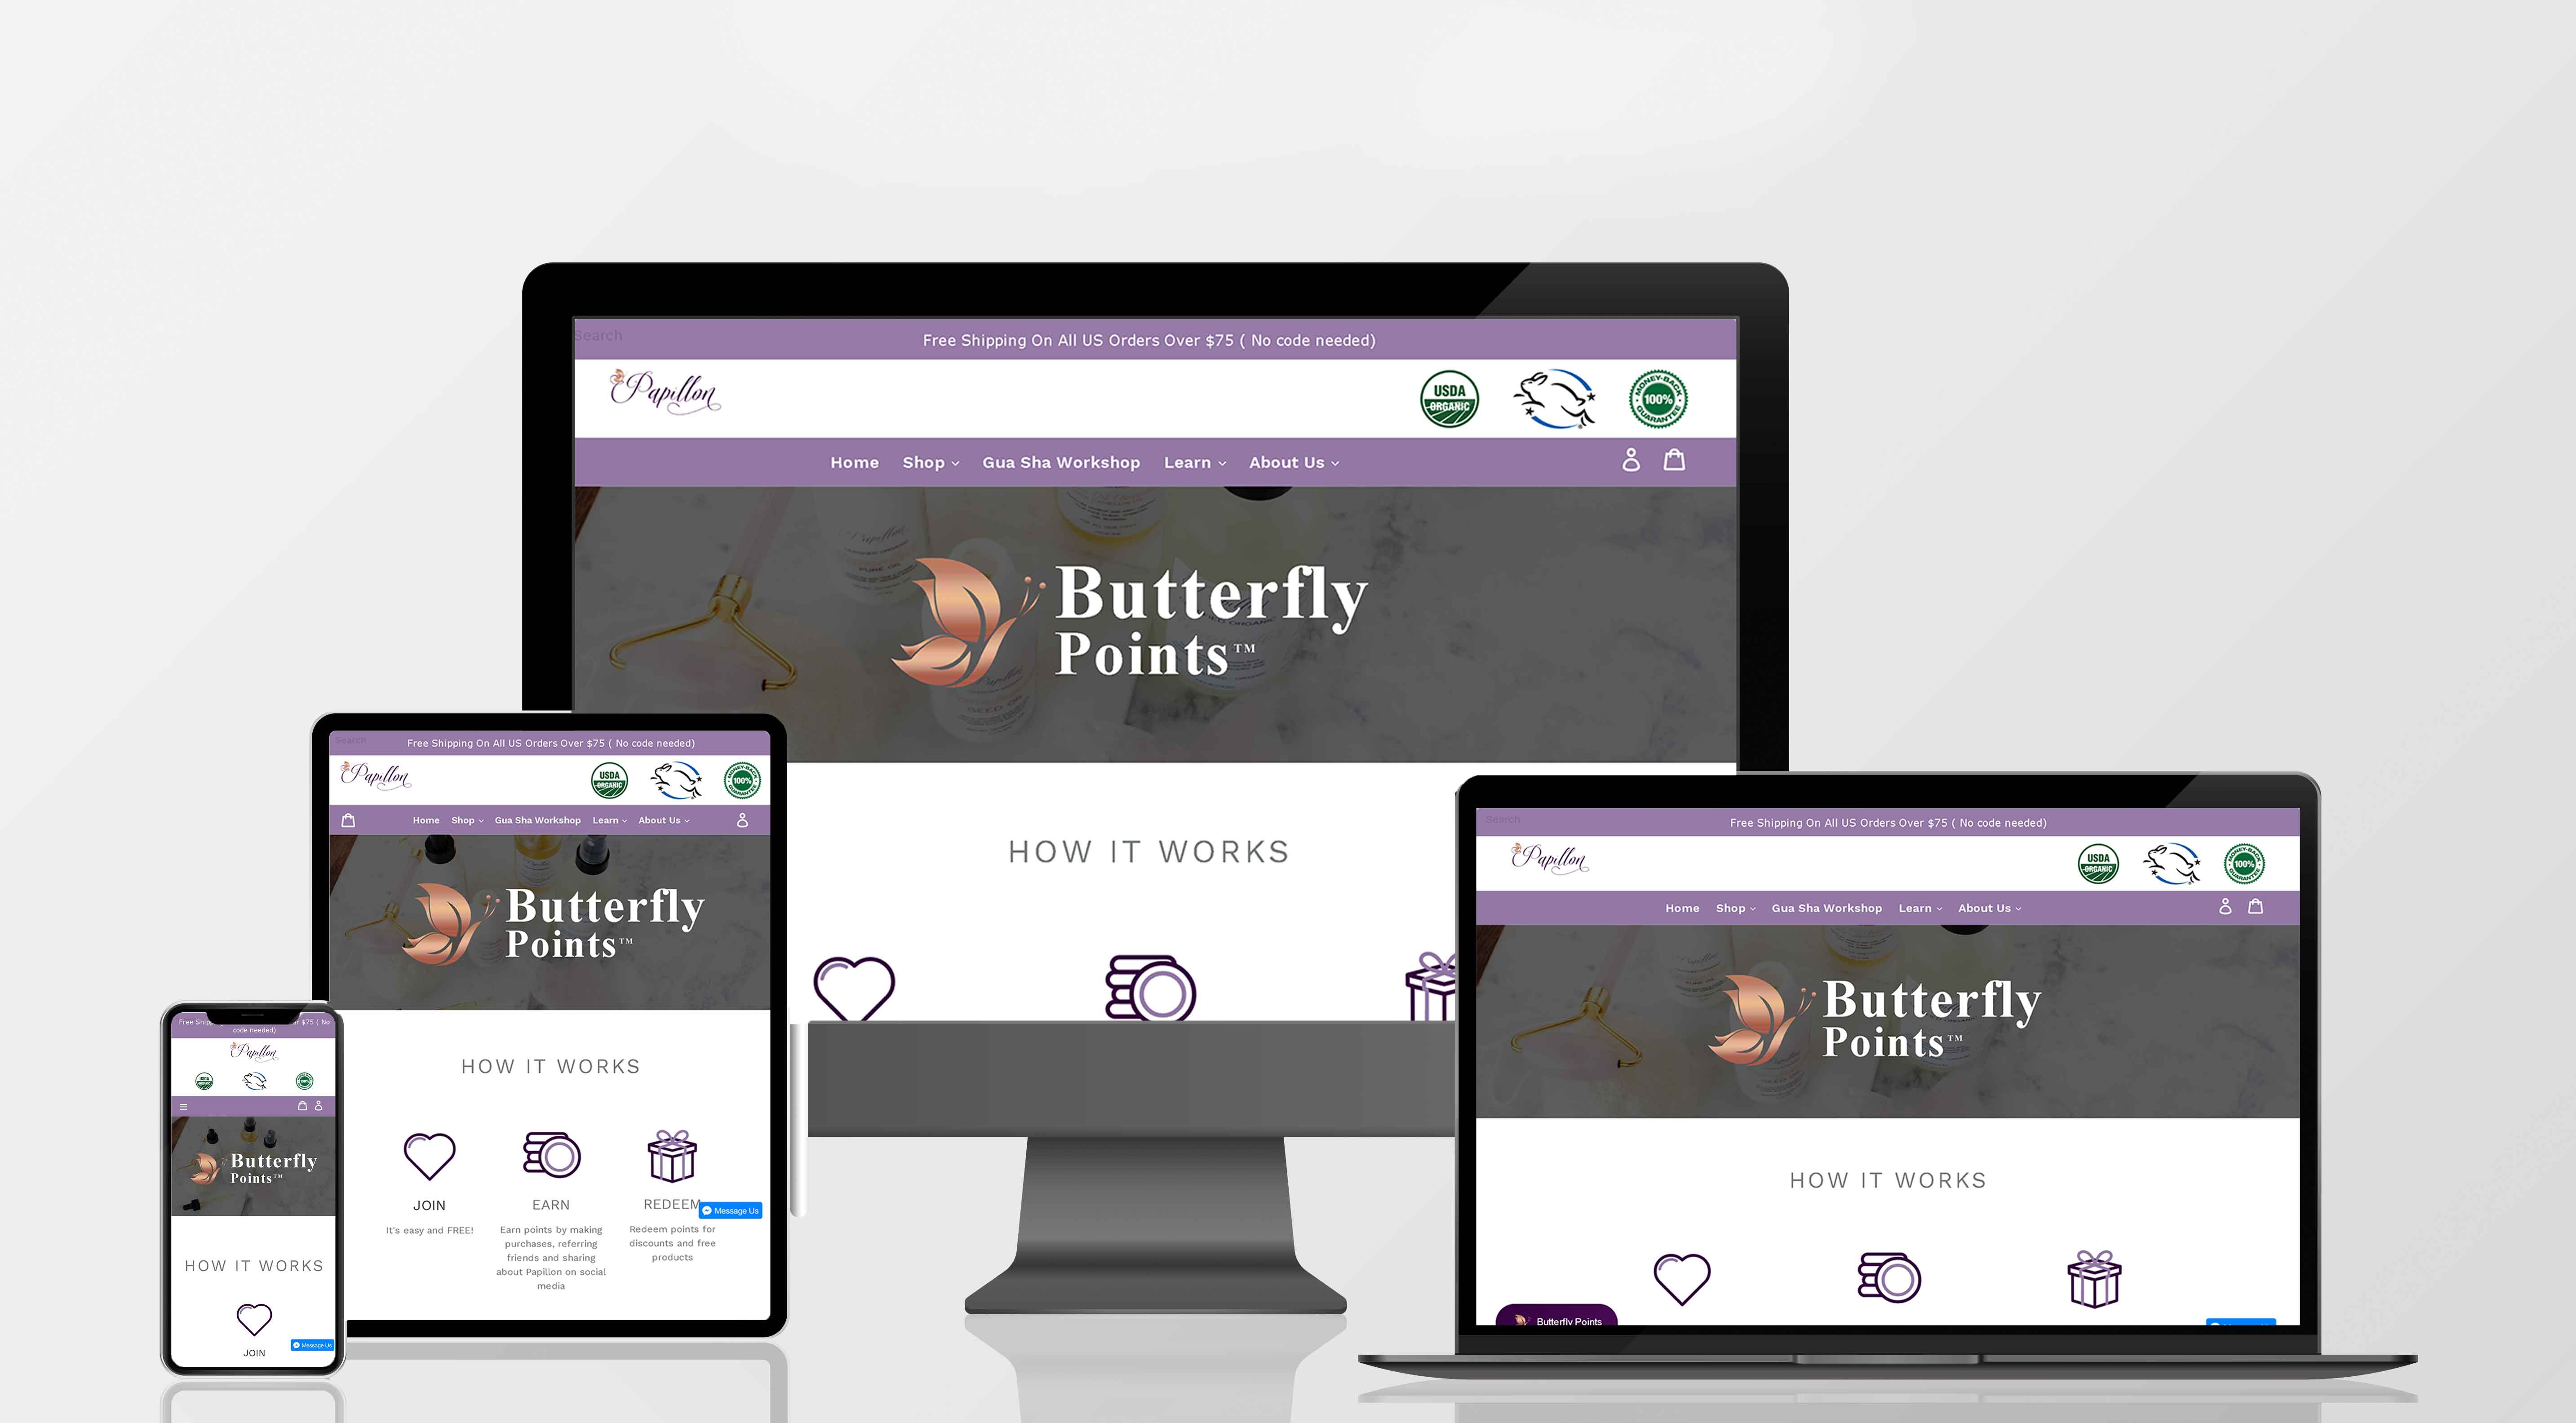 Search
Free Shipping On All US Orders Over $75 ( No code needed)
Papillon
USDA
ORGANIC
MONEY-BACK
100%
GUARANTEE
Home Shop Gua Sha Workshop Learn About Us
Butterfly
Points™
HOW IT WORKS
Search
Free Shipping On All US Orders Over $75 ( No code needed)
Papillon
USDA
ORGANIC
100%
Home Shop Gua Sha Workshop Learn About Us
Butterfly
Points™
HOW IT WORKS
JOIN
It's easy and FREE!
EARN
Earn points by making
purchases, referring
friends and sharing
about Papillon on social
media
REDEEM
Redeem points for
discounts and free
products
Message Us
Free $75 ( No
code needed)
Papillon
Butterfly
Points™
HOW IT WORKS
JOIN
Message Us
Search
Free Shipping On All US Orders Over $75 ( No code needed)
Papillon
USDA
ORGANIC
100%
Home Shop Gua Sha Workshop Learn About Us
Butterfly
Points™
HOW IT WORKS
Butterfly Points